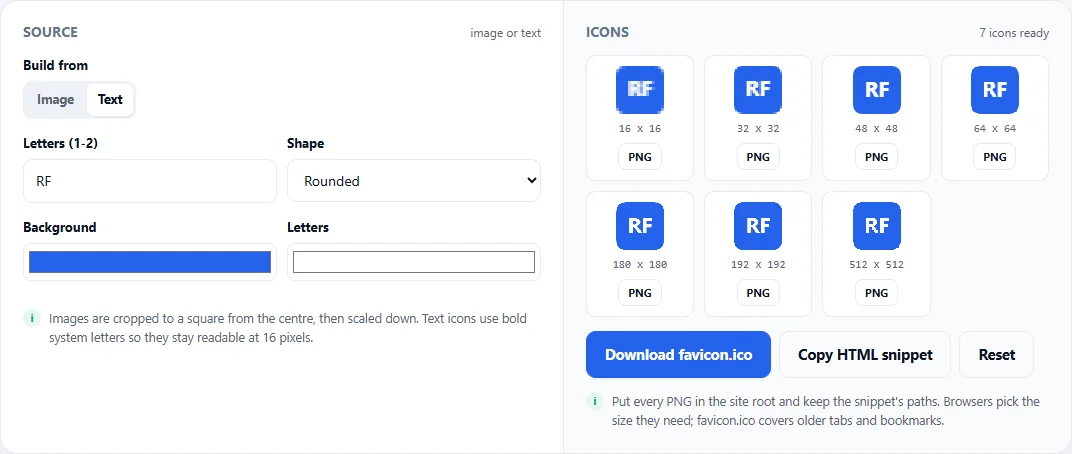 SOURCE
image or text
Build from
Image Text
Letters (1-2)
Shape
RF
Rounded
Background
Letters
i Images are cropped to a square from the centre, then scaled down. Text icons use bold
system letters so they stay readable at 16 pixels.
ICONS
7 icons ready
RF RF RF RF
16 x 16 32 x 32 48 x 48 64 x 64
PNG PNG PNG PNG
RF RF RF
180 x 180 192 x 192 512 x 512
PNG PNG PNG
Download favicon.ico Copy HTML snippet Reset
i Put every PNG in the site root and keep the snippet's paths. Browsers pick the
size they need; favicon.ico covers older tabs and bookmarks.